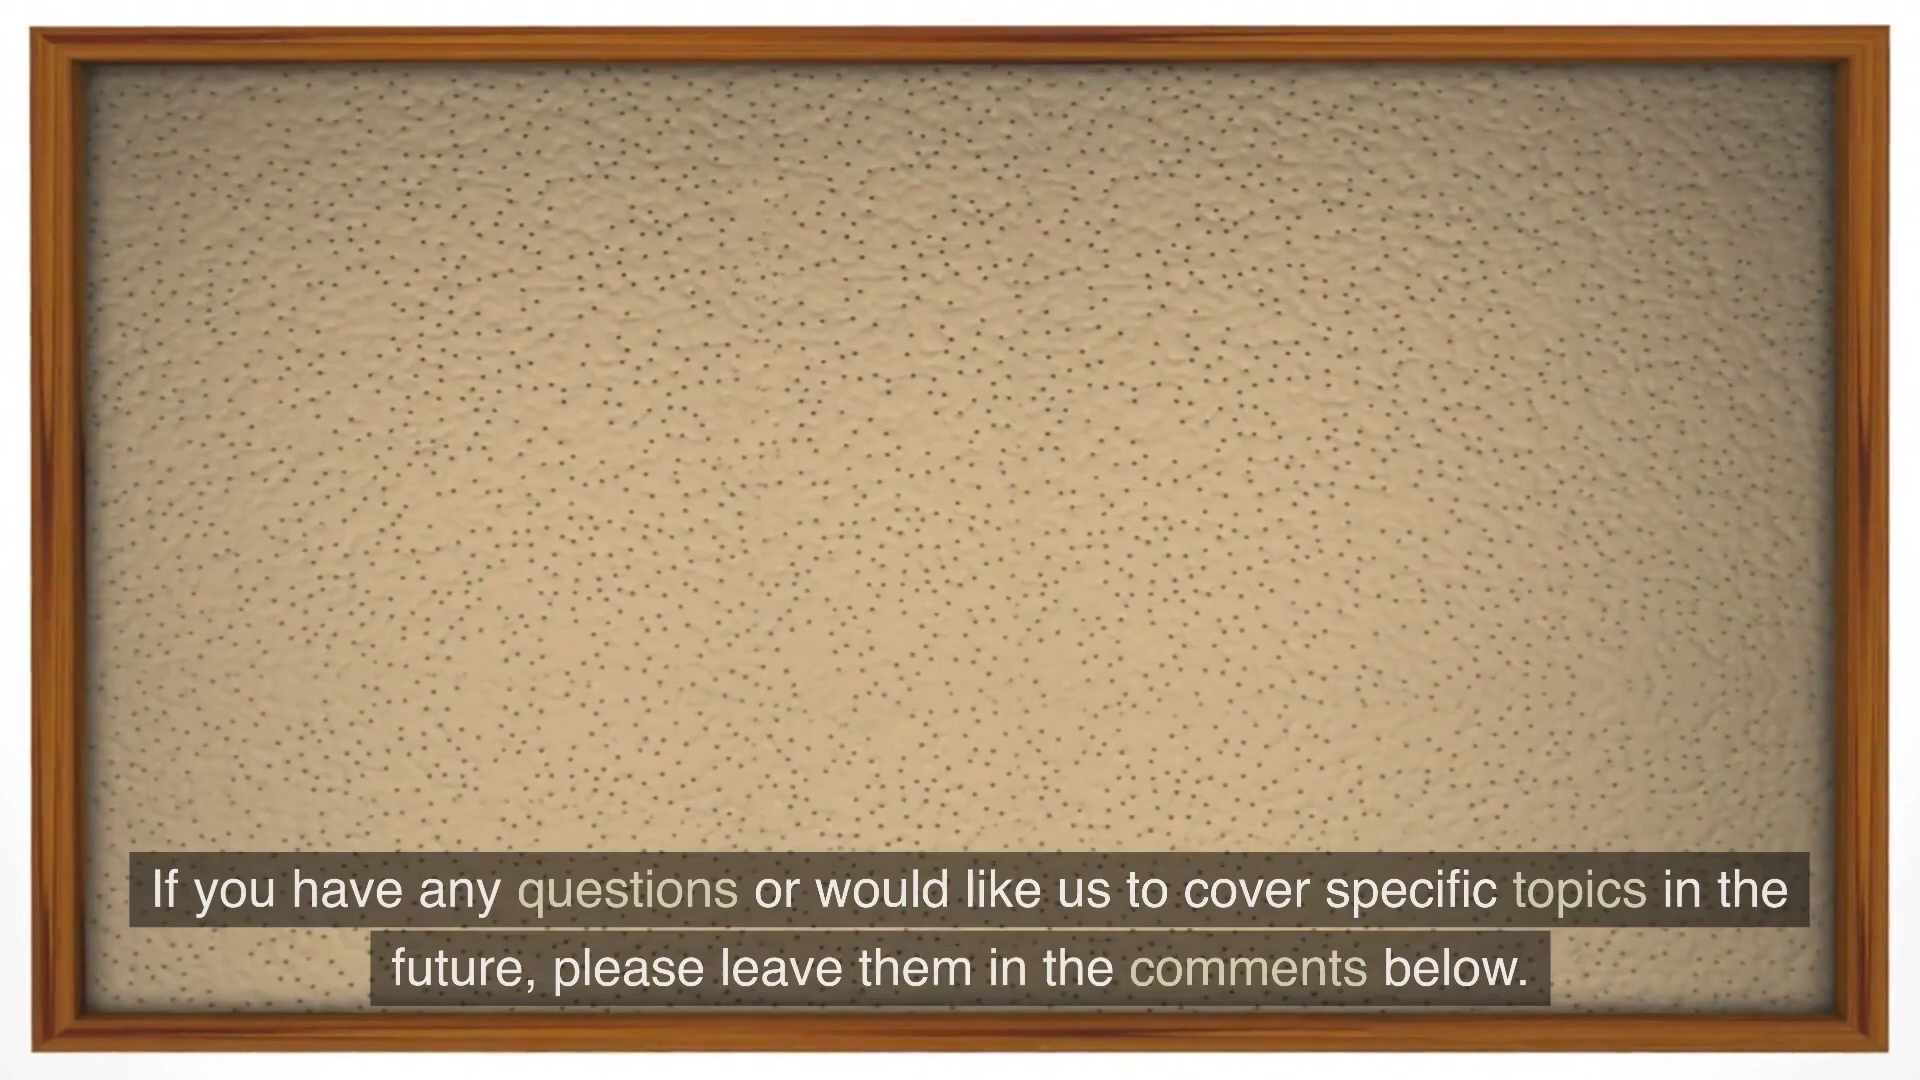 If you have any questions or would like us to cover specific topics in the
future, please leave them in the comments below.